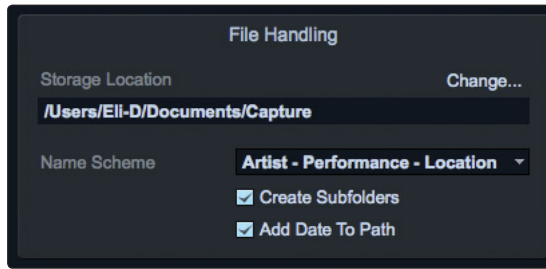 File Handling
Storage Location Change...
/Users/Eli-D/Documents/Capture
Name Scheme Artist - Performance - Location
Create Subfolders
Add Date To Path